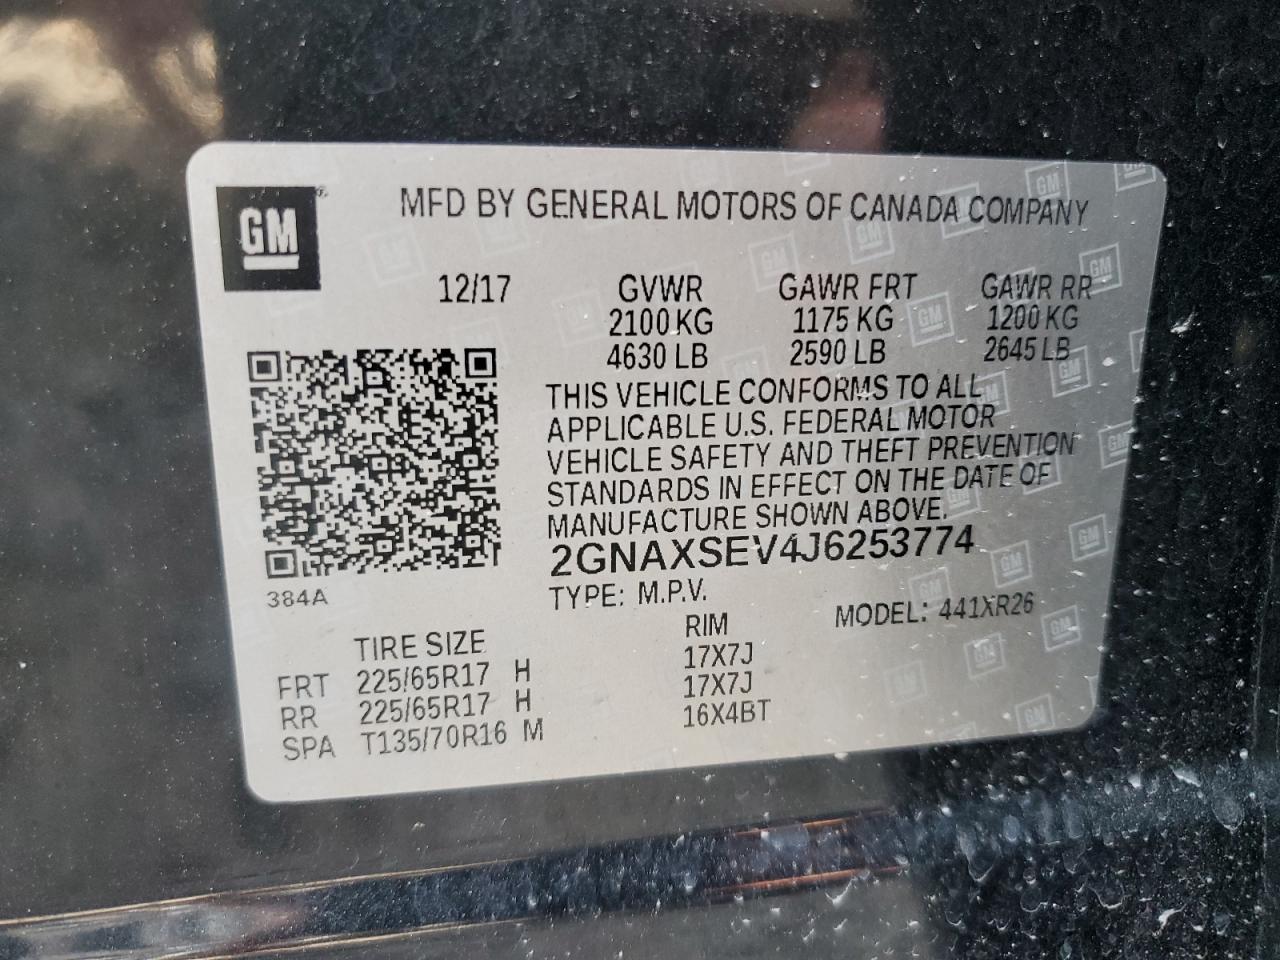 GM
MFD BY GENERAL MOTORS OF CANADA COMPANY
12/17 GVWR GAWR FRT GAWR RR
2100 KG 1175 KG 1200 KG
4630 LB 2590 LB 2645 LB
THIS VEHICLE CONFORMS TO ALL
APPLICABLE U.S. FEDERAL MOTOR
VEHICLE SAFETY AND THEFT PREVENTION
STANDARDS IN EFFECT ON THE DATE OF
MANUFACTURE SHOWN ABOVE.
2GNAXSEV4J6253774
384A
TYPE: M.P.V. MODEL: 441XR26
TIRE SIZE RIM
FRT 225/65R17 H 17X7J
RR 225/65R17 H 17X7J
SPA T135/70R16 M 16X4BT